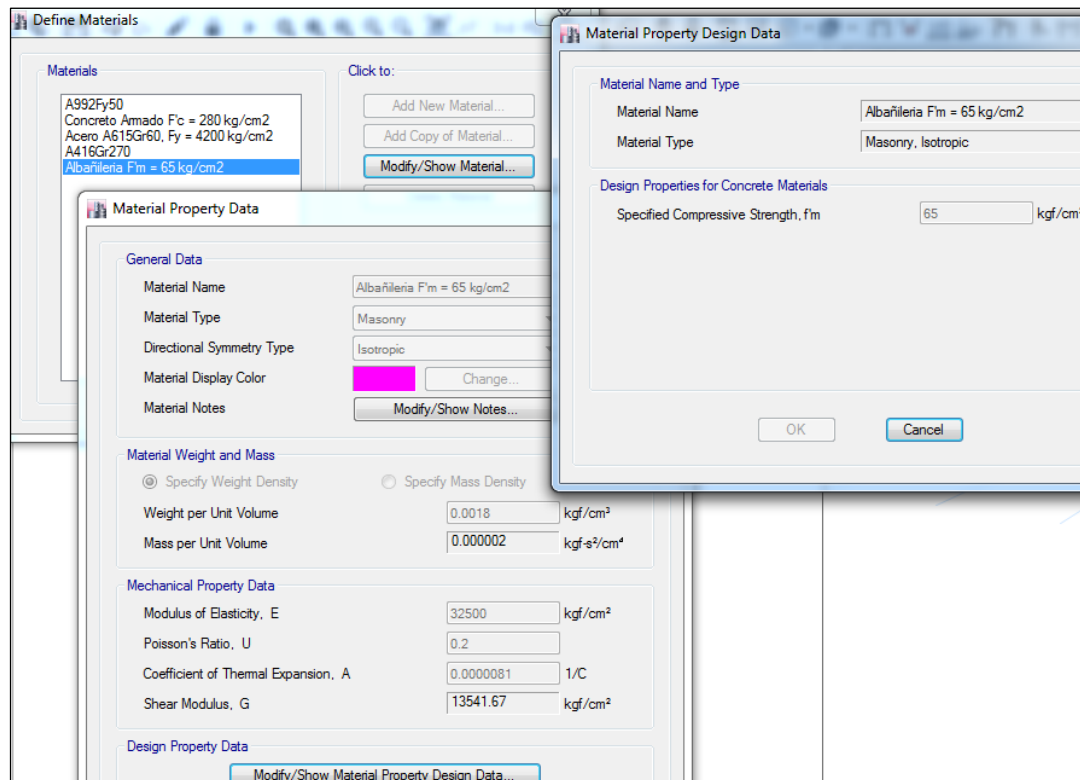 Define Materials
Materials
Click to:
A992Fy50
Concreto Armado F'c = 280 kg/cm2
Acero A615Gr60, Fy = 4200 kg/cm2
A416Gr270
Albañileria F'm = 65 kg/cm2
Add New Material...
Add Copy of Material...
Modify/Show Material...
Material Property Data
General Data
Material Name Albañileria F'm = 65 kg/cm2
Material Type Masonry
Directional Symmetry Type Isotropic
Material Display Color Change...
Material Notes Modify/Show Notes...
Material Weight and Mass
Specify Weight Density Specify Mass Density
Weight per Unit Volume 0.0018 kgf/cm³
Mass per Unit Volume 0.000002 kgf-s²/cm⁴
Mechanical Property Data
Modulus of Elasticity, E 32500 kgf/cm²
Poisson's Ratio, U 0.2
Coefficient of Thermal Expansion, A 0.0000081 1/C
Shear Modulus, G 13541.67 kgf/cm²
Design Property Data
Modify/Show Material Property Design Data...
Material Property Design Data
Material Name and Type
Material Name Albañileria F'm = 65 kg/cm2
Material Type Masonry, Isotropic
Design Properties for Concrete Materials
Specified Compressive Strength, f'm 65 kgf/cm²
OK Cancel